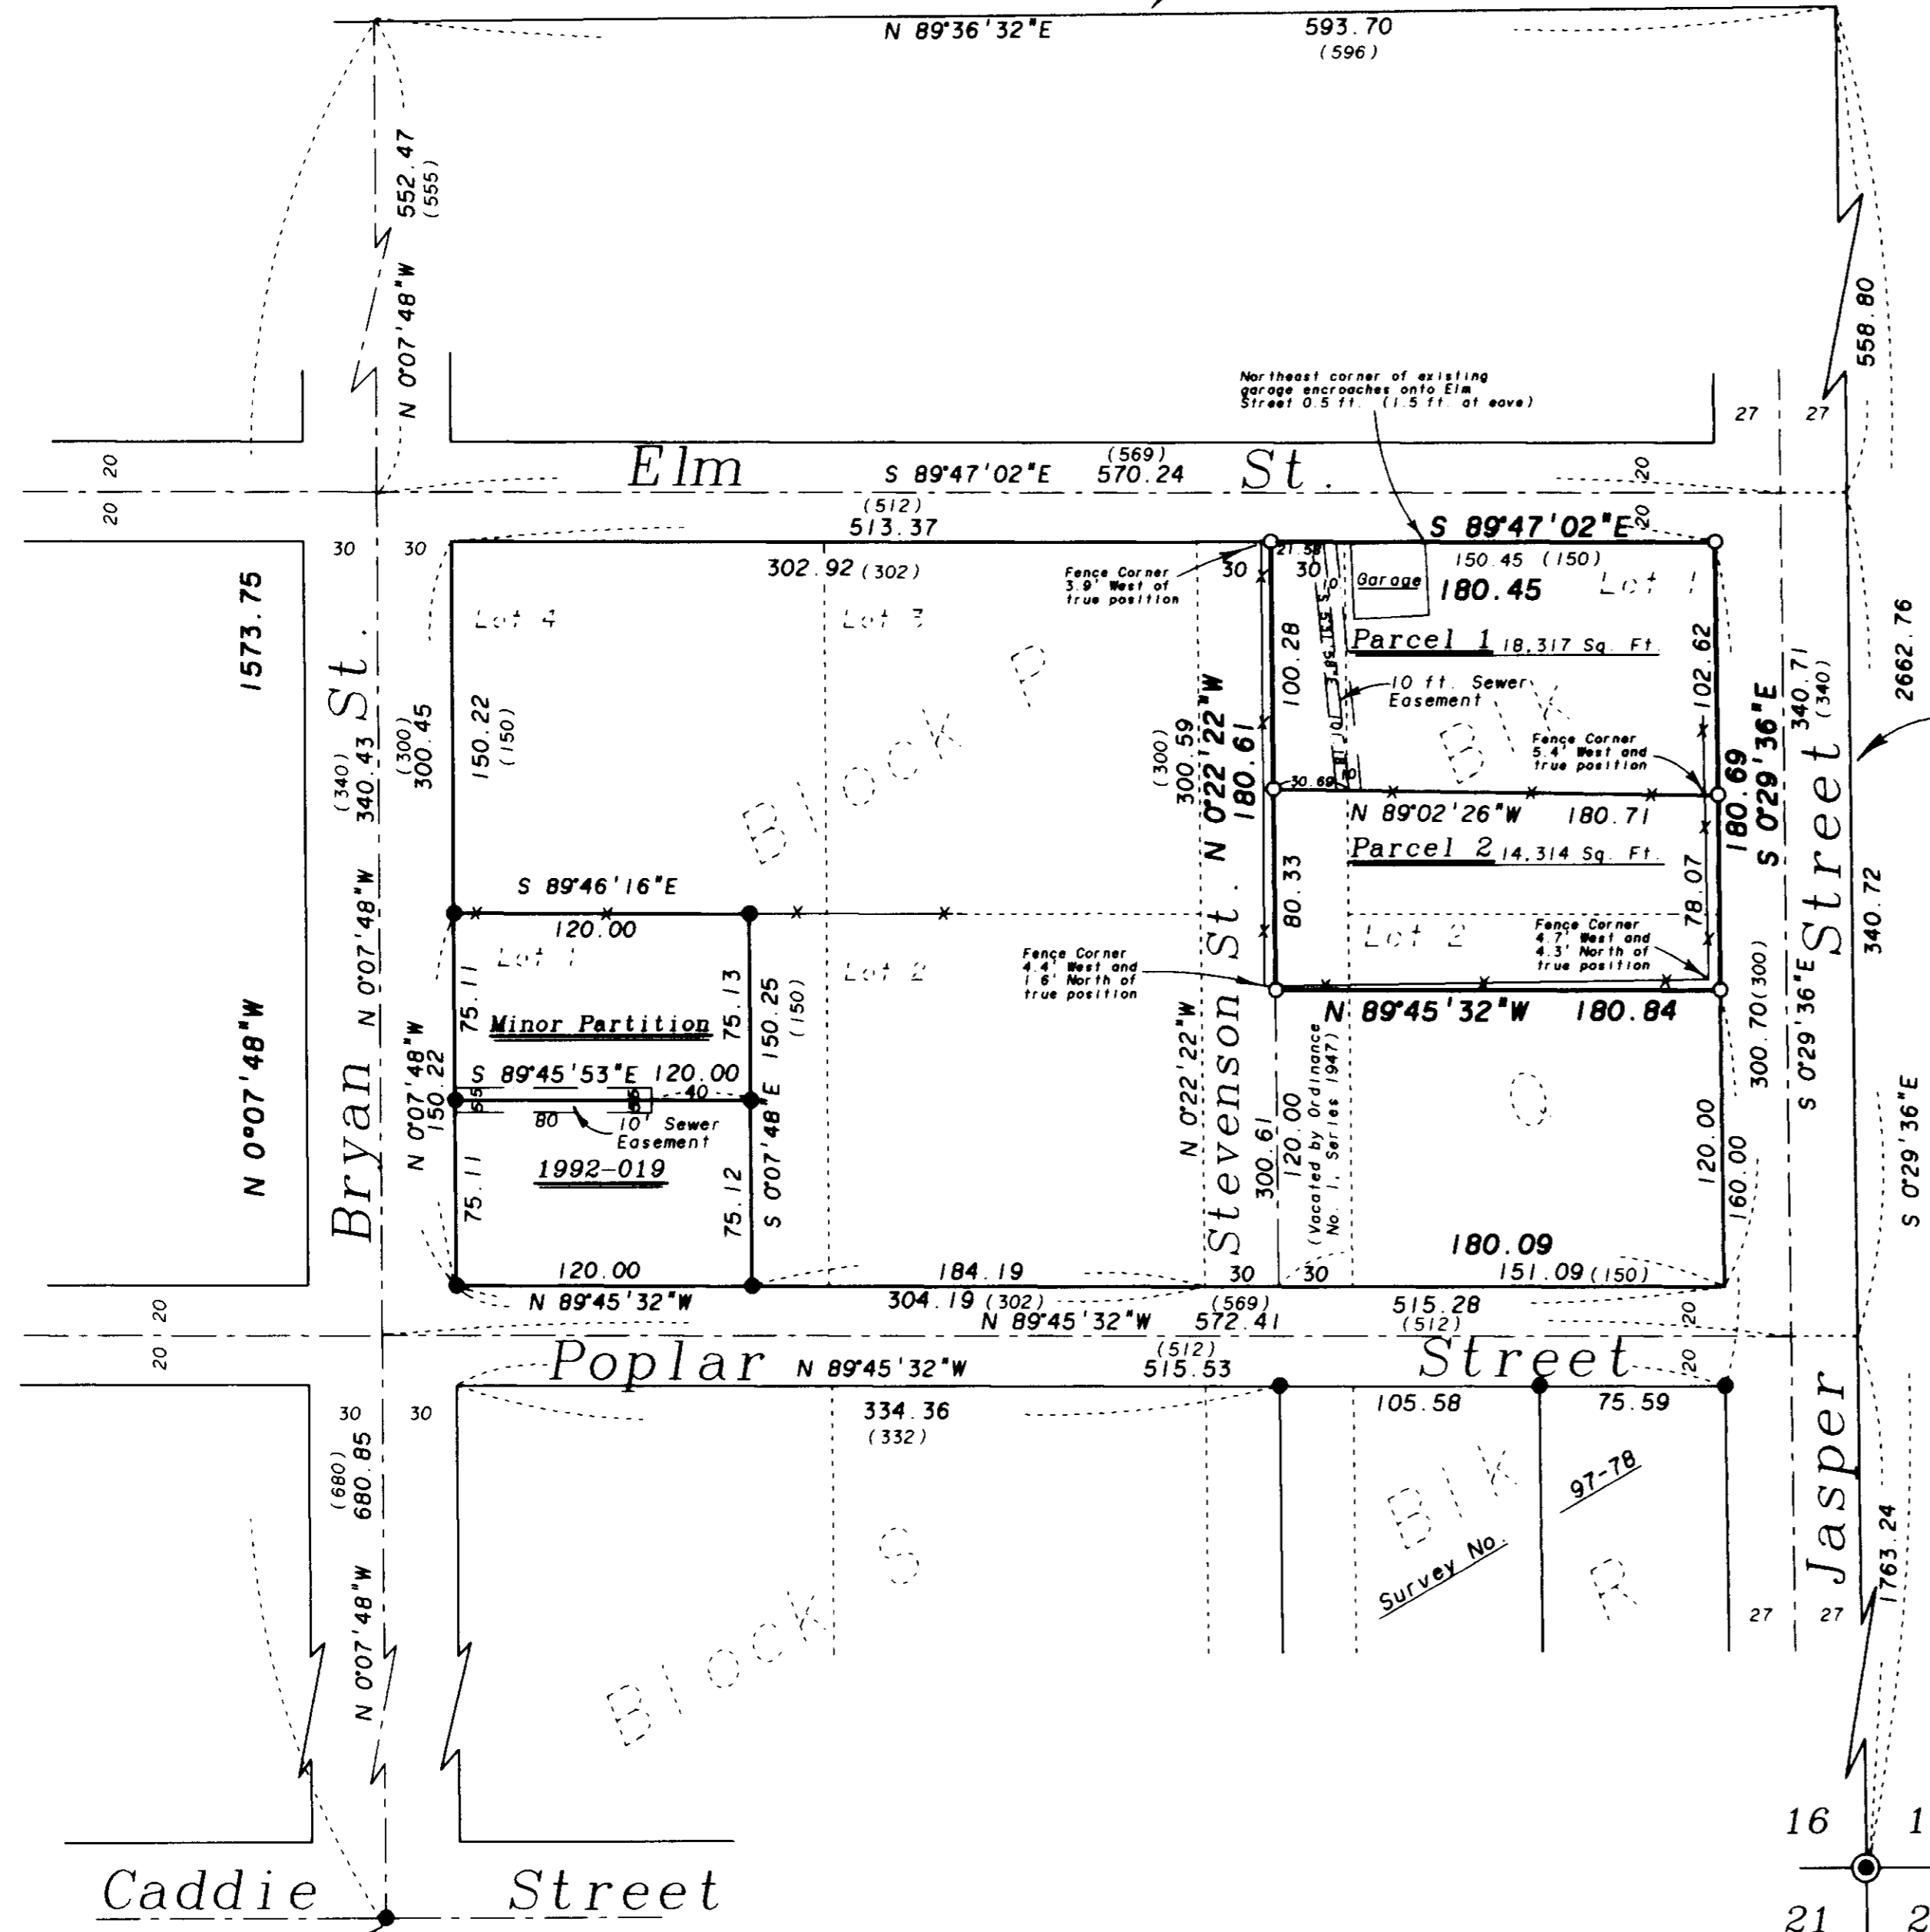 N 89°36'32"E 593.70
(596)
552.47
(555)
N 0°07'48"W
558.80
Northeast corner of existing
garage encroaches onto Elm
Street 0.5 ft. (1.5 ft. at eave)
27 27
20
20
Elm St.
(569)
S 89°47'02"E 570.24
20
20
(512)
513.37
S 89°47'02"E
30 30
302.92 (302)
Fence Corner
3.9' West of
true position
30 30
21.58
Garage
150.45 (150)
180.45
Lot 4
Lot 3
Lot 1
1573.75
N 0°07'48"W
Block P
Parcel 1 18,317 Sq. Ft.
100.28
102.62
10 ft. Sewer
Easement
Blk
Q
Fence Corner
5.4' West and
true position
30.69
N 89°02'26"W 180.71
Parcel 2 14,314 Sq. Ft.
80.33
78.07
Lot 2
Fence Corner
4.7' West and
4.3' North of
true position
Fence Corner
4.4' West and
1.6' North of
true position
N 89°45'32"W 180.84
Bryan St.
(340)
340.43
N 0°07'48"W
(300)
300.45
150.22
(150)
(300)
300.59
N 0°22'22"W
180.61
180.69
S 0°29'36"E
340.71
(340)
2662.76
340.72
S 89°46'16"E
120.00
Lot 1
Lot 2
75.11
75.13
150.25
(150)
Minor Partition
S 89°45'53"E 120.00
5 5
40
80
10' Sewer
Easement
1992-019
75.11
75.12
S 0°07'48"E
N 0°07'48"W
150.22
Stevenson St.
N 0°22'22"W
300.61
120.00
(Vacated by Ordinance
No. 1, Series 1947)
120.00
160.00
300.70 (300)
S 0°29'36"E
S 0°29'36"E
Jasper Street
180.09
120.00
184.19
30 30
151.09 (150)
N 89°45'32"W
304.19 (302)
(569)
515.28
(512)
N 89°45'32"W 572.41
20
20
20
20
Poplar Street
N 89°45'32"W
(512)
515.53
334.36
(332)
105.58
75.59
30 30
(680)
680.85
N 0°07'48"W
Block S
Blk
R
Survey No. 97-78
27 27
1763.24
16 1
21 2
Caddie Street